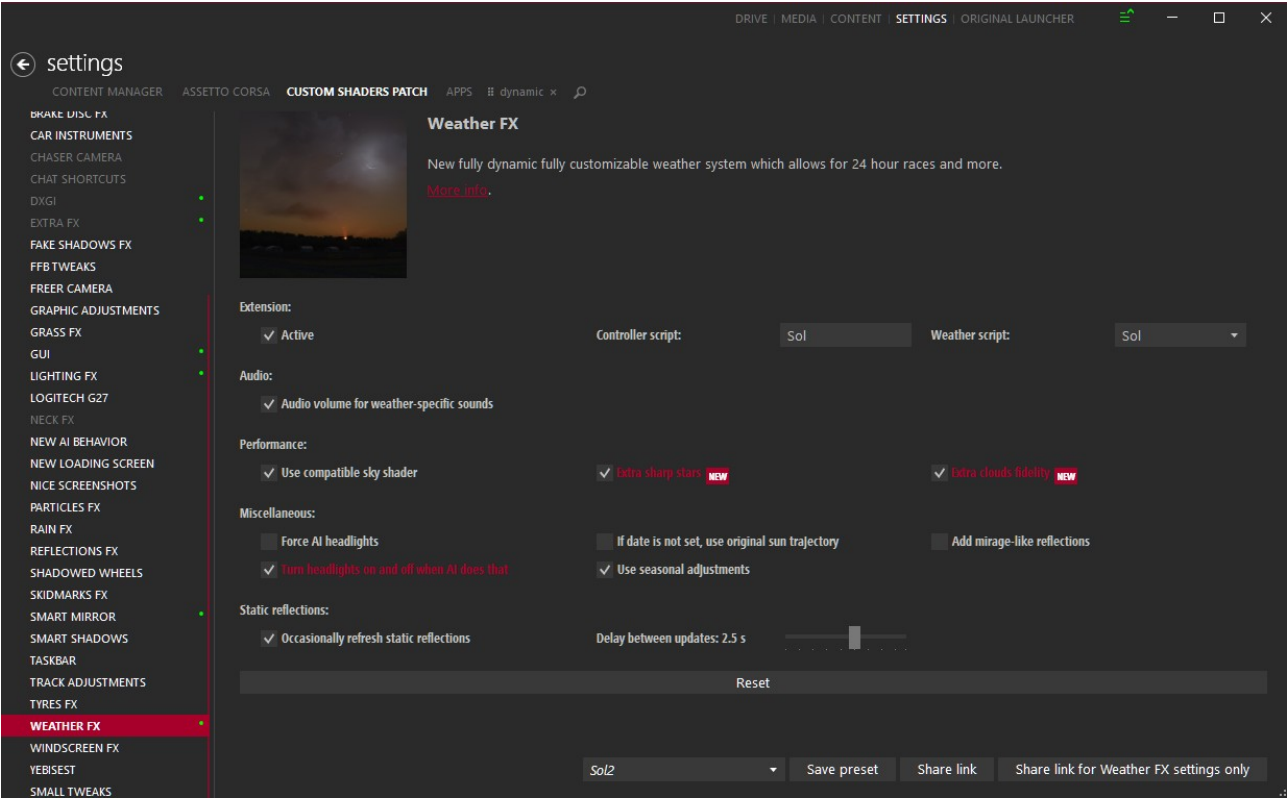 DRIVE | MEDIA | CONTENT | SETTINGS | ORIGINAL LAUNCHER
settings
CONTENT MANAGER ASSETTO CORSA CUSTOM SHADERS PATCH APPS dynamic ×
BRAKE DISC FX
CAR INSTRUMENTS
CHASER CAMERA
CHAT SHORTCUTS
DXGI
EXTRA FX
FAKE SHADOWS FX
FFB TWEAKS
FREER CAMERA
GRAPHIC ADJUSTMENTS
GRASS FX
GUI
LIGHTING FX
LOGITECH G27
NECK FX
NEW AI BEHAVIOR
NEW LOADING SCREEN
NICE SCREENSHOTS
PARTICLES FX
RAIN FX
REFLECTIONS FX
SHADOWED WHEELS
SKIDMARKS FX
SMART MIRROR
SMART SHADOWS
TASKBAR
TRACK ADJUSTMENTS
TYRES FX
WEATHER FX
WINDSCREEN FX
YEBISEST
SMALL TWEAKS
Weather FX
New fully dynamic fully customizable weather system which allows for 24 hour races and more.
More info.
Extension:
Active Controller script: Sol Weather script: Sol
Audio:
Audio volume for weather-specific sounds
Performance:
Use compatible sky shader Extra sharp stars NEW Extra clouds fidelity NEW
Miscellaneous:
Force AI headlights If date is not set, use original sun trajectory Add mirage-like reflections
Turn headlights on and off when AI does that Use seasonal adjustments
Static reflections:
Occasionally refresh static reflections Delay between updates: 2.5 s
Reset
Sol2 Save preset Share link Share link for Weather FX settings only